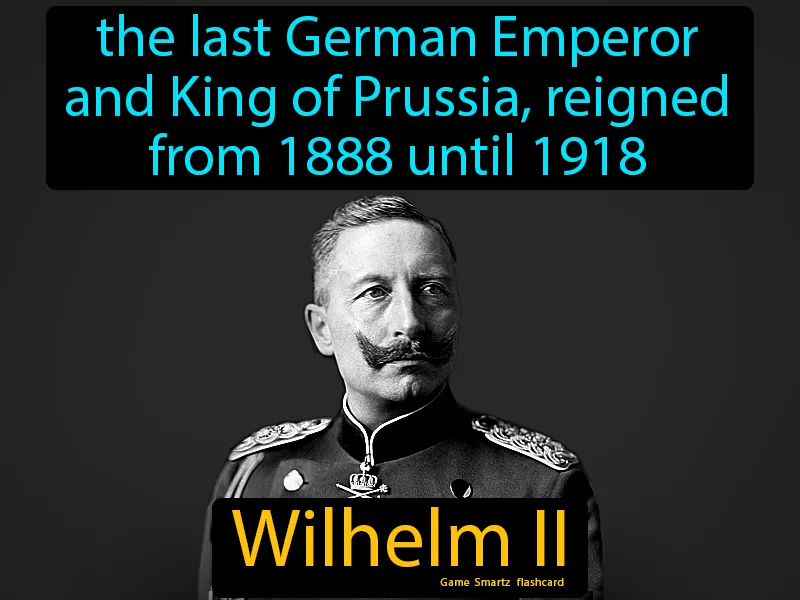 the last German Emperor
and King of Prussia, reigned
from 1888 until 1918
Wilhelm II
Game Smartz flashcard